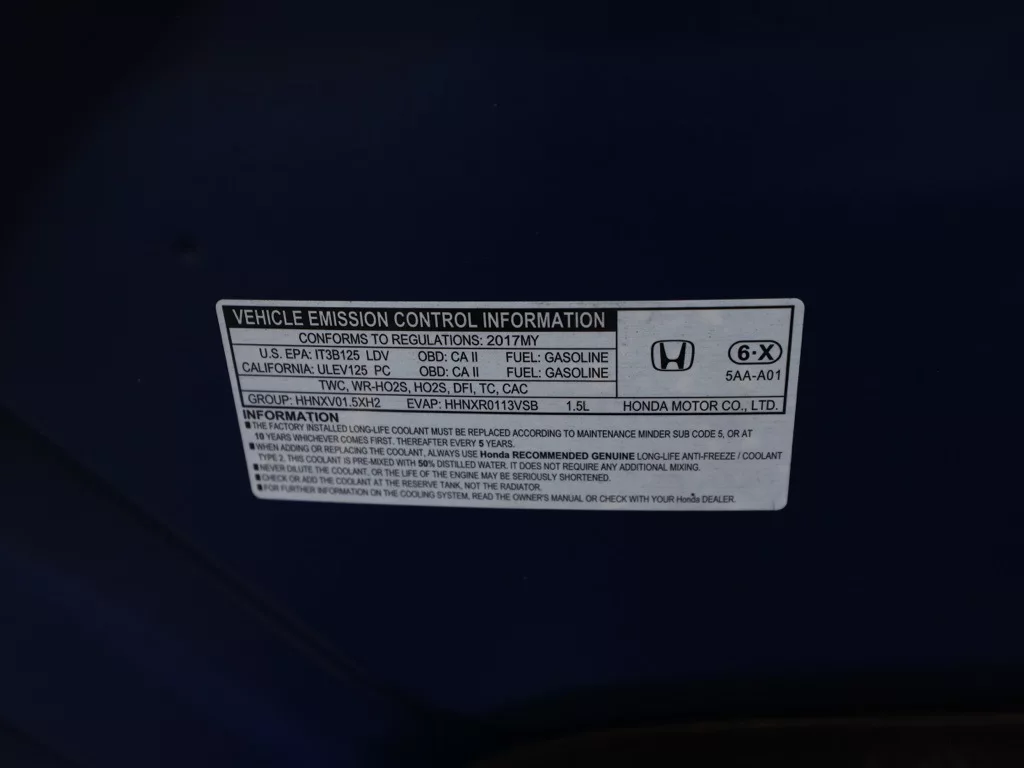 VEHICLE EMISSION CONTROL INFORMATION
CONFORMS TO REGULATIONS: 2017MY
U.S. EPA: IT3B125 LDV OBD: CA II FUEL: GASOLINE
CALIFORNIA: ULEV125 PC OBD: CA II FUEL: GASOLINE
TWC, WR-HO2S, HO2S, DFI, TC, CAC
GROUP: HHNXV01.5XH2 EVAP: HHNXR0113VSB 1.5L
6·X
5AA-A01
HONDA MOTOR CO., LTD.
INFORMATION
■THE FACTORY INSTALLED LONG-LIFE COOLANT MUST BE REPLACED ACCORDING TO MAINTENANCE MINDER SUB CODE 5, OR AT
10 YEARS WHICHEVER COMES FIRST. THEREAFTER EVERY 5 YEARS.
■WHEN ADDING OR REPLACING THE COOLANT, ALWAYS USE Honda RECOMMENDED GENUINE LONG-LIFE ANTI-FREEZE / COOLANT
TYPE 2. THIS COOLANT IS PRE-MIXED WITH 50% DISTILLED WATER. IT DOES NOT REQUIRE ANY ADDITIONAL MIXING.
■NEVER DILUTE THE COOLANT, OR THE LIFE OF THE ENGINE MAY BE SERIOUSLY SHORTENED.
■CHECK OR ADD THE COOLANT AT THE RESERVE TANK, NOT THE RADIATOR.
■FOR FURTHER INFORMATION ON THE COOLING SYSTEM, READ THE OWNER'S MANUAL OR CHECK WITH YOUR Honda DEALER.